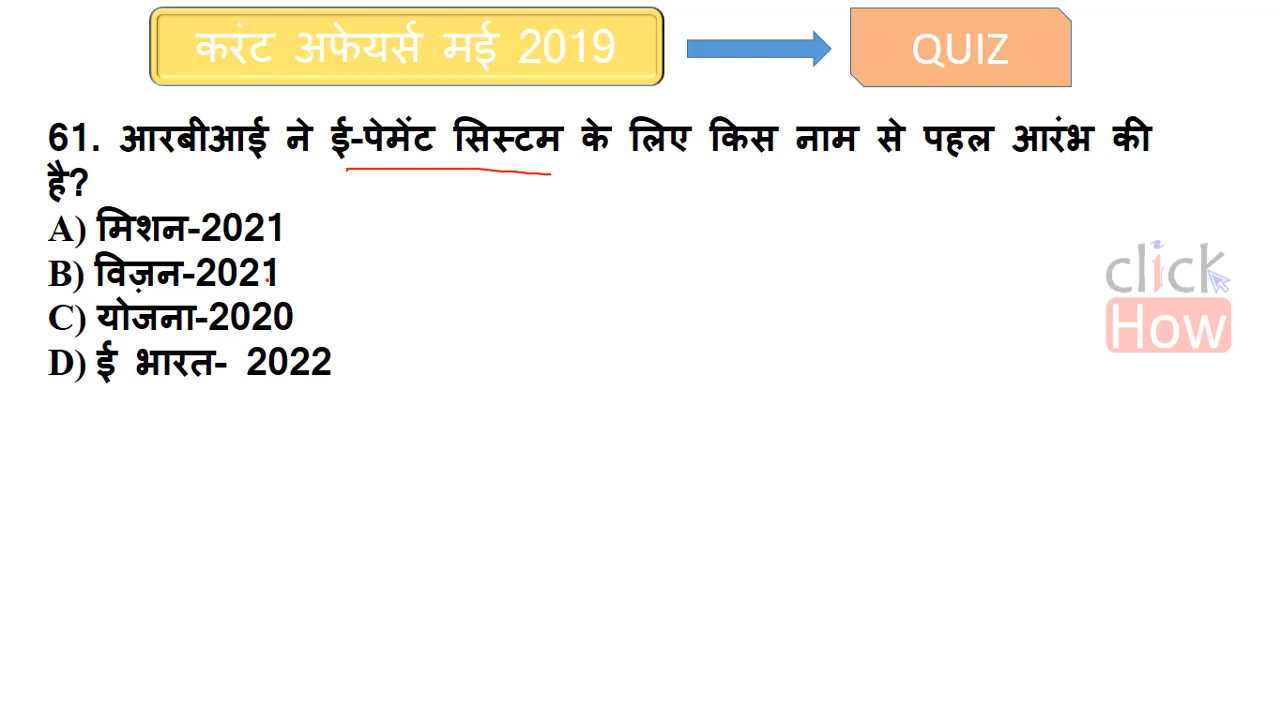 करंट अफेयर्स मई 2019
QUIZ
61. आरबीआई ने ई-पेमेंट सिस्टम के लिए किस नाम से पहल आरंभ की
है?
A) मिशन-2021
B) विज़न-2021
C) योजना-2020
D) ई भारत- 2022
click
How